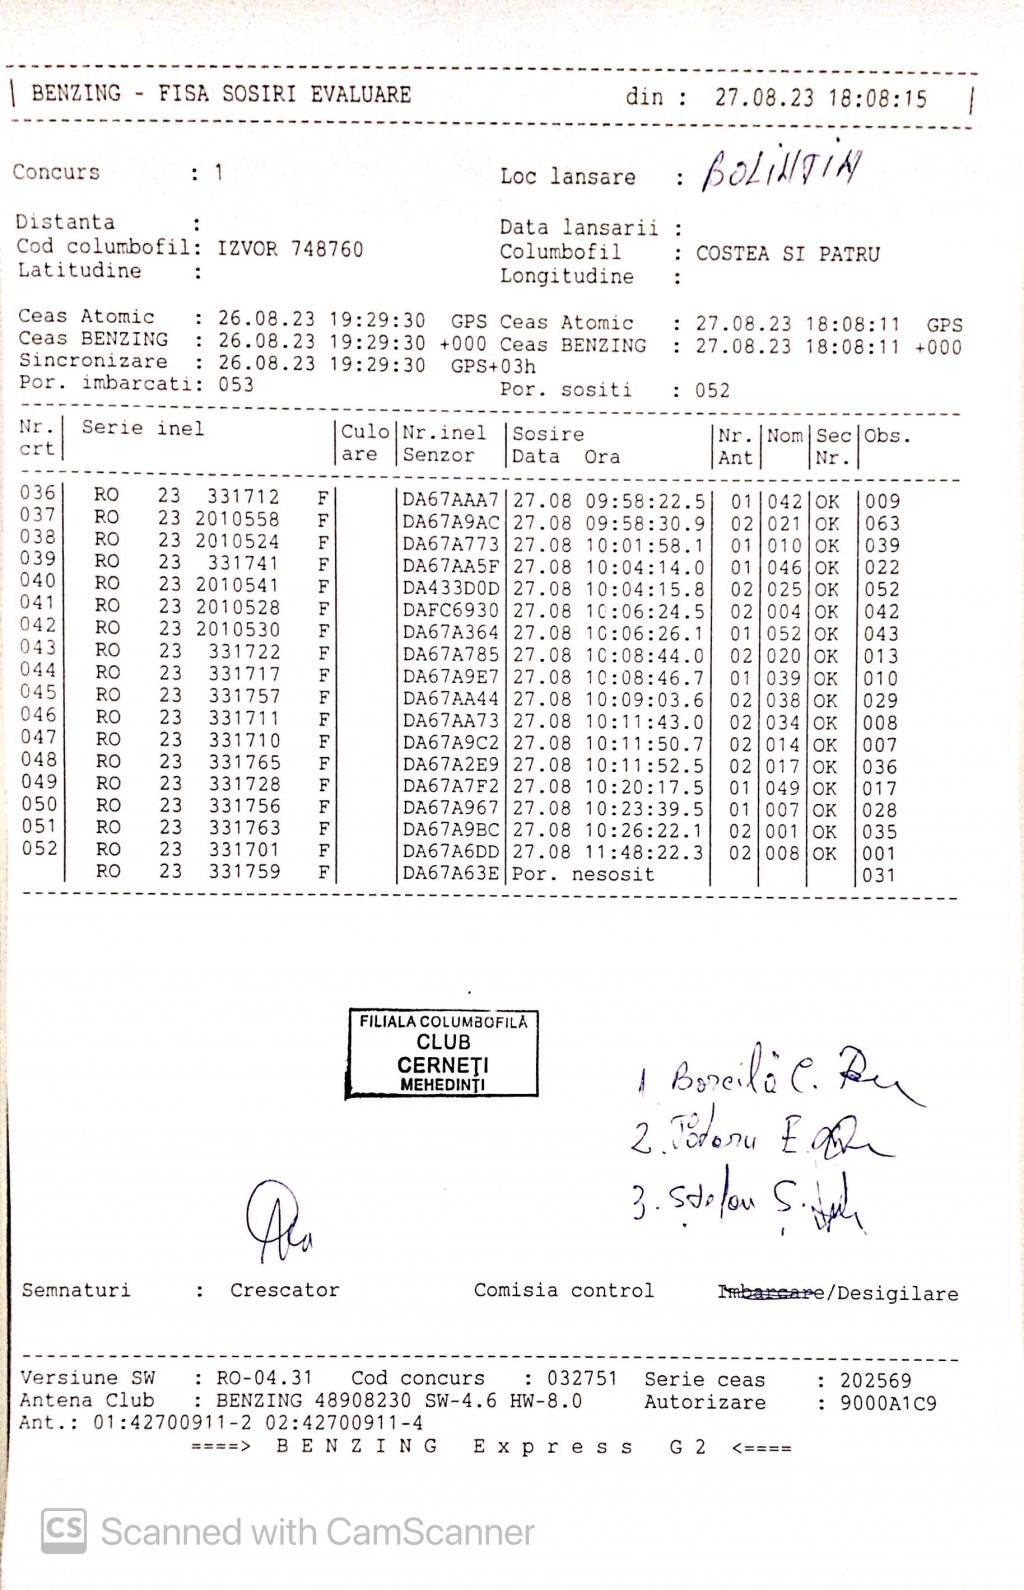 BENZING - FISA SOSIRI EVALUARE din : 27.08.23 18:08:15
Concurs : 1 Loc lansare : BOLINTIN
Distanta : Data lansarii :
Cod columbofil: IZVOR 748760 Columbofil : COSTEA SI PATRU
Latitudine : Longitudine :
Ceas Atomic : 26.08.23 19:29:30 GPS Ceas Atomic : 27.08.23 18:08:11 GPS
Ceas BENZING : 26.08.23 19:29:30 +000 Ceas BENZING : 27.08.23 18:08:11 +000
Sincronizare : 26.08.23 19:29:30 GPS+03h
Por. imbarcati: 053 Por. sositi : 052
Nr. Serie inel Culo Nr.inel Sosire Nr. Nom Sec Obs.
crt are Senzor Data Ora Ant Nr.
036 RO 23 331712 F DA67AAA7 27.08 09:58:22.5 01 042 OK 009
037 RO 23 2010558 F DA67A9AC 27.08 09:58:30.9 02 021 OK 063
038 RO 23 2010524 F DA67A773 27.08 10:01:58.1 01 010 OK 039
039 RO 23 331741 F DA67AA5F 27.08 10:04:14.0 01 046 OK 022
040 RO 23 2010541 F DA433D0D 27.08 10:04:15.8 02 025 OK 052
041 RO 23 2010528 F DAFC6930 27.08 10:06:24.5 02 004 OK 042
042 RO 23 2010530 F DA67A364 27.08 10:06:26.1 01 052 OK 043
043 RO 23 331722 F DA67A785 27.08 10:08:44.0 02 020 OK 013
044 RO 23 331717 F DA67A9E7 27.08 10:08:46.7 01 039 OK 010
045 RO 23 331757 F DA67AA44 27.08 10:09:03.6 02 038 OK 029
046 RO 23 331711 F DA67AA73 27.08 10:11:43.0 02 034 OK 008
047 RO 23 331710 F DA67A9C2 27.08 10:11:50.7 02 014 OK 007
048 RO 23 331765 F DA67A2E9 27.08 10:11:52.5 02 017 OK 036
049 RO 23 331728 F DA67A7F2 27.08 10:20:17.5 01 049 OK 017
050 RO 23 331756 F DA67A967 27.08 10:23:39.5 01 007 OK 028
051 RO 23 331763 F DA67A9BC 27.08 10:26:22.1 02 001 OK 035
052 RO 23 331701 F DA67A6DD 27.08 11:48:22.3 02 008 OK 001
RO 23 331759 F DA67A63E Por. nesosit 031
FILIALA COLUMBOFILĂ
CLUB
CERNEȚI
MEHEDINȚI
1 Borcilă C.
2. E.
3. Ștefan Ș.
Semnaturi : Crescator Comisia control Imbarcare/Desigilare
Versiune SW : RO-04.31 Cod concurs : 032751 Serie ceas : 202569
Antena Club : BENZING 48908230 SW-4.6 HW-8.0 Autorizare : 9000A1C9
Ant.: 01:42700911-2 02:42700911-4
====> B E N Z I N G E x p r e s s G 2 <====
CS Scanned with CamScanner